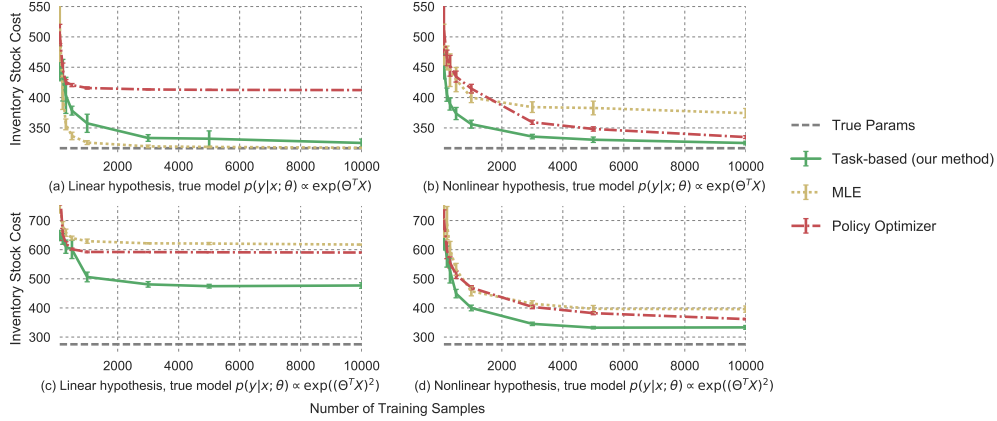 550
500
450
400
350
Inventory Stock Cost
2000 4000 6000 8000 10000
(a) Linear hypothesis, true model p(y|x; θ) ∝ exp(Θ^T X)
550
500
450
400
350
2000 4000 6000 8000 10000
(b) Nonlinear hypothesis, true model p(y|x; θ) ∝ exp(Θ^T X)
700
600
500
400
300
Inventory Stock Cost
2000 4000 6000 8000 10000
(c) Linear hypothesis, true model p(y|x; θ) ∝ exp((Θ^T X)^2)
700
600
500
400
300
2000 4000 6000 8000 10000
(d) Nonlinear hypothesis, true model p(y|x; θ) ∝ exp((Θ^T X)^2)
Number of Training Samples
True Params
Task-based (our method)
MLE
Policy Optimizer